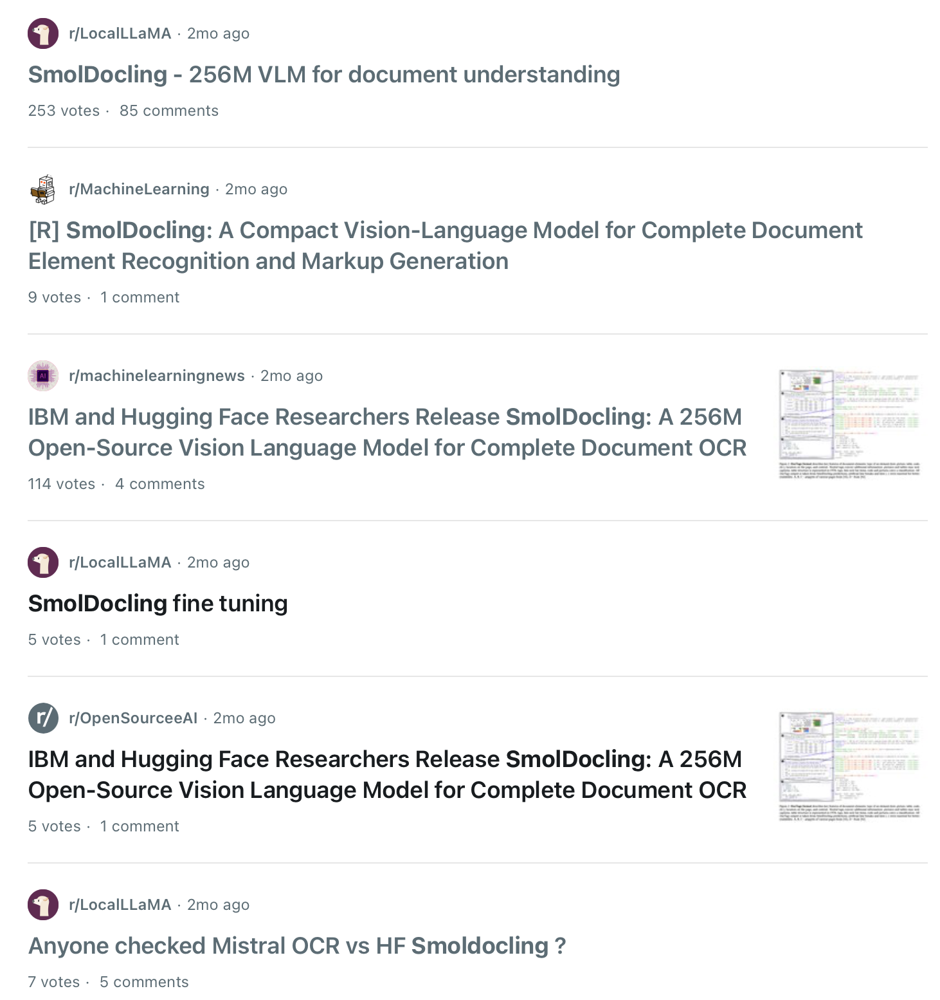 r/LocalLLaMA · 2mo ago
SmolDocling - 256M VLM for document understanding
253 votes · 85 comments
r/MachineLearning · 2mo ago
[R] SmolDocling: A Compact Vision-Language Model for Complete Document
Element Recognition and Markup Generation
9 votes · 1 comment
AI
r/machinelearningnews · 2mo ago
IBM and Hugging Face Researchers Release SmolDocling: A 256M
Open-Source Vision Language Model for Complete Document OCR
114 votes · 4 comments
r/LocalLLaMA · 2mo ago
SmolDocling fine tuning
5 votes · 1 comment
r/
r/OpenSourceeAI · 2mo ago
IBM and Hugging Face Researchers Release SmolDocling: A 256M
Open-Source Vision Language Model for Complete Document OCR
5 votes · 1 comment
r/LocalLLaMA · 2mo ago
Anyone checked Mistral OCR vs HF Smoldocling ?
7 votes · 5 comments